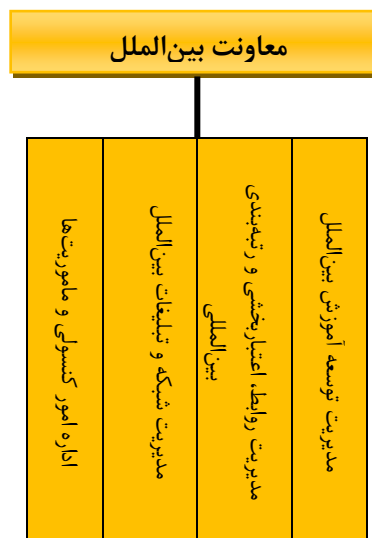 معاونت بین‌الملل
مدیریت توسعه آموزش بین‌الملل
مدیریت روابط، اعتباربخشی و رتبه‌بندی
بین‌المللی
مدیریت شبکه و تبلیغات بین‌الملل
اداره امور کنسولی و ماموریت‌ها